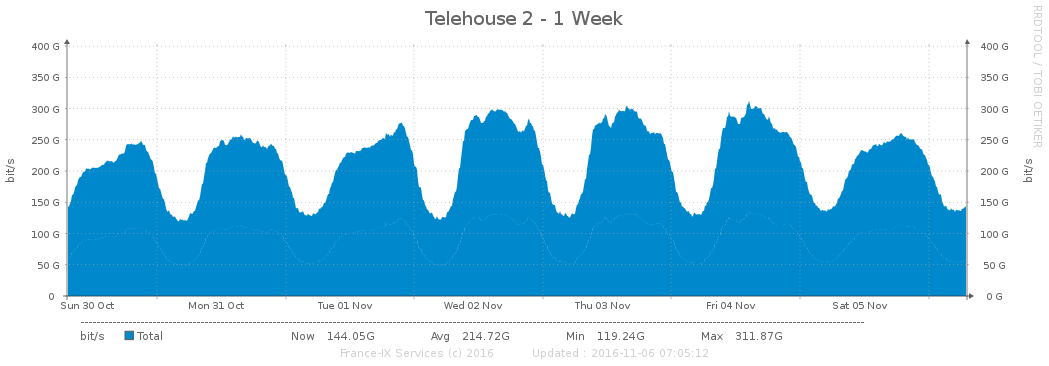 Telehouse 2 - 1 Week
RRDTOOL / TOBI OETIKER
bit/s
bit/s
400 G 400 G
350 G 350 G
300 G 300 G
250 G 250 G
200 G 200 G
150 G 150 G
100 G 100 G
50 G 50 G
0 0 G
Sun 30 Oct Mon 31 Oct Tue 01 Nov Wed 02 Nov Thu 03 Nov Fri 04 Nov Sat 05 Nov
bit/s Total Now 144.05G Avg 214.72G Min 119.24G Max 311.87G
France-IX Services (c) 2016 Updated : 2016-11-06 07:05:12